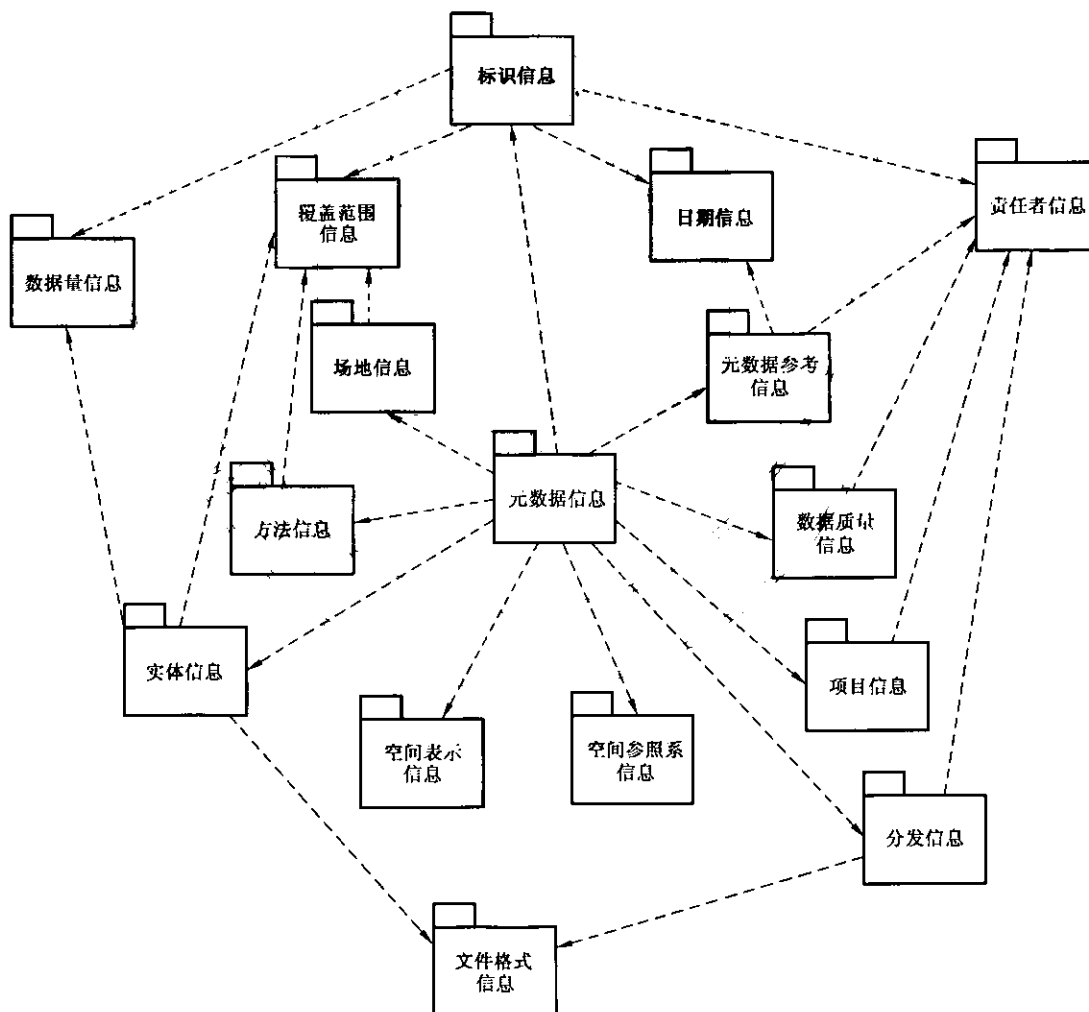 标识信息
责任者信息
覆盖范围
信息
日期信息
数据量信息
场地信息
元数据参考
信息
元数据信息
方法信息
数据质量
信息
实体信息
项目信息
空间表示
信息
空间参照系
信息
分发信息
文件格式
信息